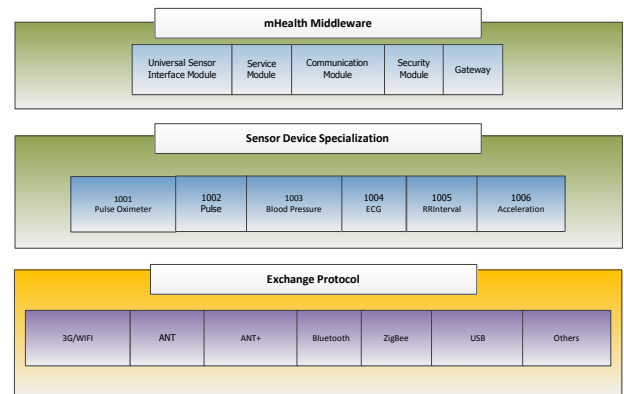 mHealth Middleware
Universal Sensor
Interface Module
Service
Module
Communication
Module
Security
Module
Gateway
Sensor Device Specialization
1001
Pulse Oximeter
1002
Pulse
1003
Blood Pressure
1004
ECG
1005
RRInterval
1006
Acceleration
Exchange Protocol
3G/WIFI
ANT
ANT+
Bluetooth
ZigBee
USB
Others